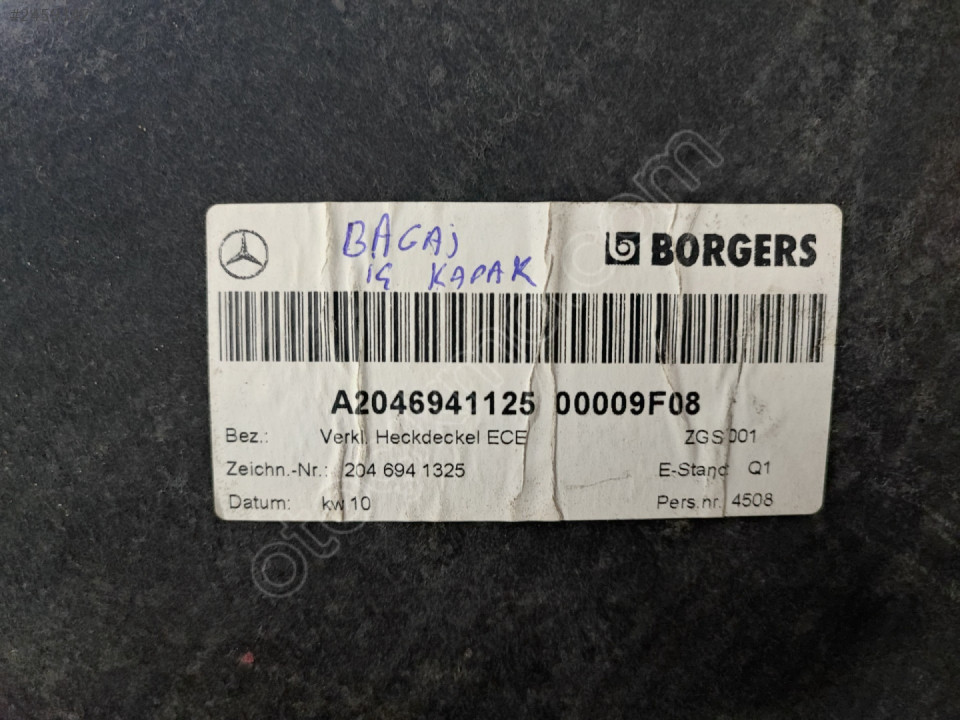 BAGAJ
İÇ KAPAK
BORGERS
A2046941125 00009F08
Bez.: Verkl. Heckdeckel ECE ZGS 001
Zeichn.-Nr.: 204 694 1325 E-Stand Q1
Datum: kw 10 Pers.nr. 4508